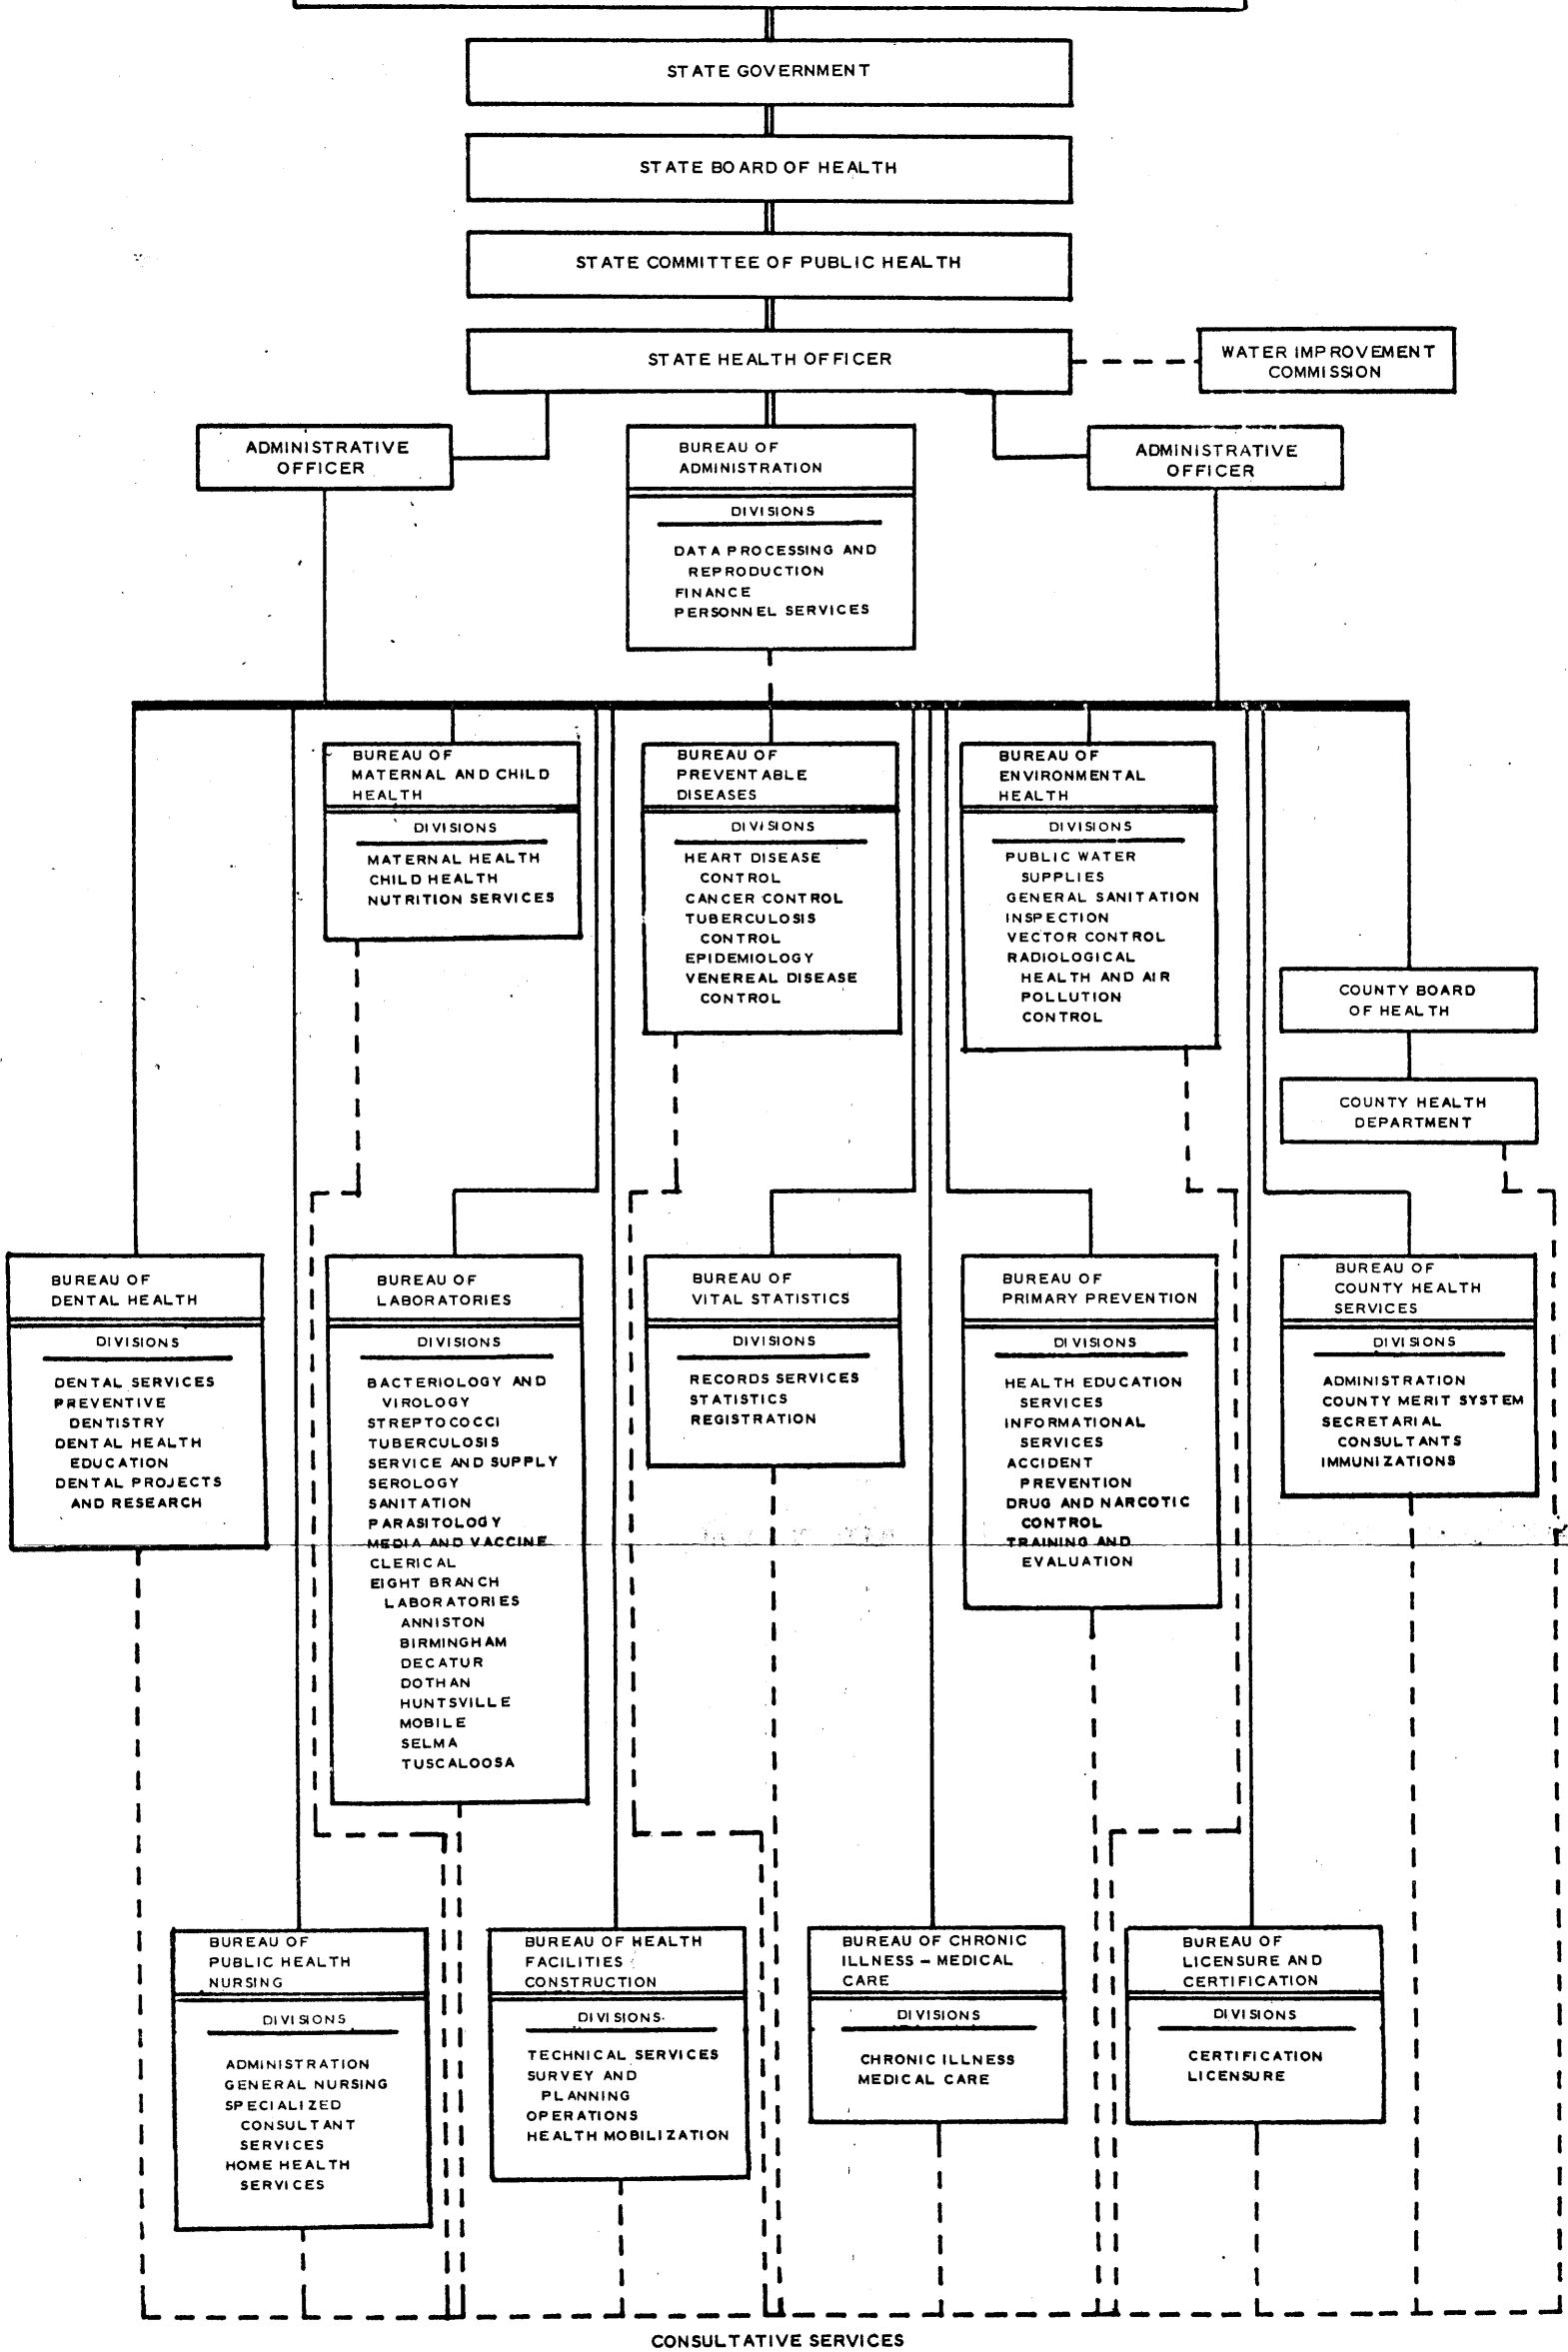 STATE GOVERNMENT
STATE BOARD OF HEALTH
STATE COMMITTEE OF PUBLIC HEALTH
STATE HEALTH OFFICER
WATER IMPROVEMENT
COMMISSION
ADMINISTRATIVE
OFFICER
BUREAU OF
ADMINISTRATION
DIVISIONS
DATA PROCESSING AND
REPRODUCTION
FINANCE
PERSONNEL SERVICES
ADMINISTRATIVE
OFFICER
BUREAU OF
MATERNAL AND CHILD
HEALTH
DIVISIONS
MATERNAL HEALTH
CHILD HEALTH
NUTRITION SERVICES
BUREAU OF
PREVENTABLE
DISEASES
DIVISIONS
HEART DISEASE
CONTROL
CANCER CONTROL
TUBERCULOSIS
CONTROL
EPIDEMIOLOGY
VENEREAL DISEASE
CONTROL
BUREAU OF
ENVIRONMENTAL
HEALTH
DIVISIONS
PUBLIC WATER
SUPPLIES
GENERAL SANITATION
INSPECTION
VECTOR CONTROL
RADIOLOGICAL
HEALTH AND AIR
POLLUTION
CONTROL
COUNTY BOARD
OF HEALTH
COUNTY HEALTH
DEPARTMENT
BUREAU OF
DENTAL HEALTH
DIVISIONS
DENTAL SERVICES
PREVENTIVE
DENTISTRY
DENTAL HEALTH
EDUCATION
DENTAL PROJECTS
AND RESEARCH
BUREAU OF
LABORATORIES
DIVISIONS
BACTERIOLOGY AND
VIROLOGY
STREPTOCOCCI
TUBERCULOSIS
SERVICE AND SUPPLY
SEROLOGY
SANITATION
PARASITOLOGY
MEDIA AND VACCINE
CLERICAL
EIGHT BRANCH
LABORATORIES
ANNISTON
BIRMINGHAM
DECATUR
DOTHAN
HUNTSVILLE
MOBILE
SELMA
TUSCALOOSA
BUREAU OF
VITAL STATISTICS
DIVISIONS
RECORDS SERVICES
STATISTICS
REGISTRATION
BUREAU OF
PRIMARY PREVENTION
DIVISIONS
HEALTH EDUCATION
SERVICES
INFORMATIONAL
SERVICES
ACCIDENT
PREVENTION
DRUG AND NARCOTIC
CONTROL
TRAINING AND
EVALUATION
BUREAU OF
COUNTY HEALTH
SERVICES
DIVISIONS
ADMINISTRATION
COUNTY MERIT SYSTEM
SECRETARIAL
CONSULTANTS
IMMUNIZATIONS
BUREAU OF
PUBLIC HEALTH
NURSING
DIVISIONS
ADMINISTRATION
GENERAL NURSING
SPECIALIZED
CONSULTANT
SERVICES
HOME HEALTH
SERVICES
BUREAU OF HEALTH
FACILITIES
CONSTRUCTION
DIVISIONS
TECHNICAL SERVICES
SURVEY AND
PLANNING
OPERATIONS
HEALTH MOBILIZATION
BUREAU OF CHRONIC
ILLNESS – MEDICAL
CARE
DIVISIONS
CHRONIC ILLNESS
MEDICAL CARE
BUREAU OF
LICENSURE AND
CERTIFICATION
DIVISIONS
CERTIFICATION
LICENSURE
CONSULTATIVE SERVICES